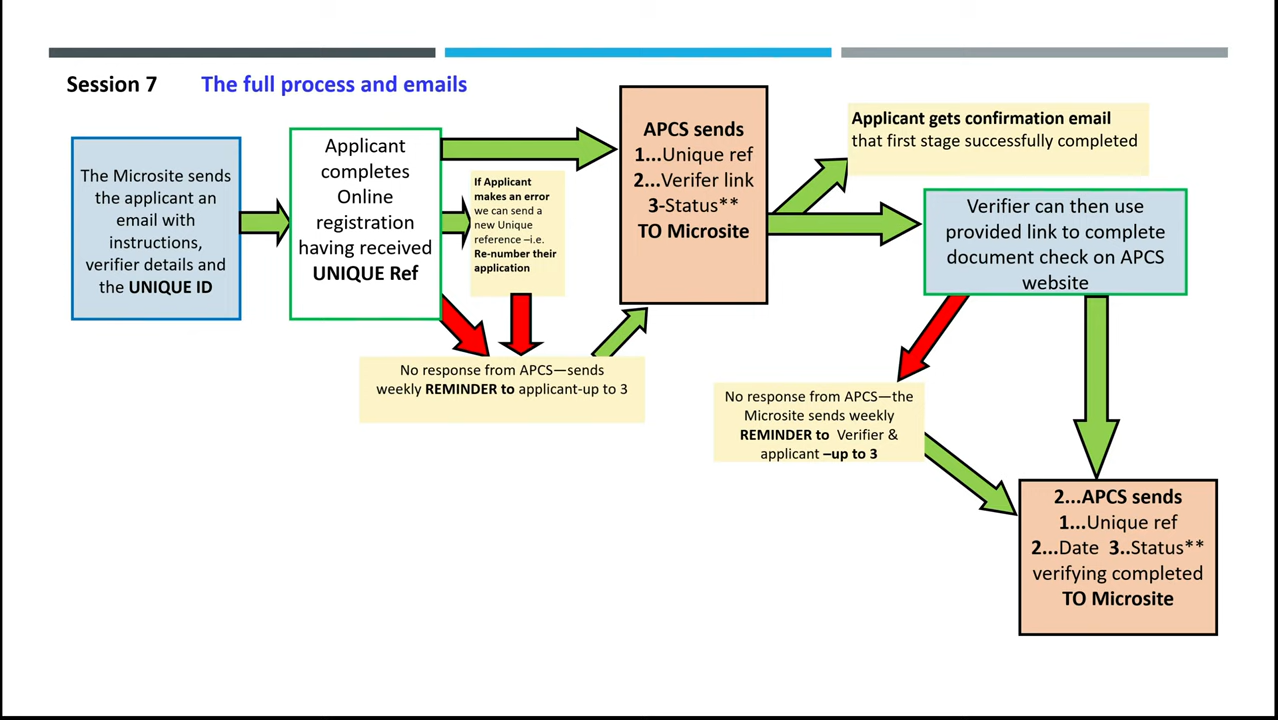 Session 7 The full process and emails
The Microsite sends
the applicant an
email with
instructions,
verifier details and
the UNIQUE ID
Applicant
completes
Online
registration
having received
UNIQUE Ref
If Applicant
makes an error
we can send a
new Unique
reference –i.e.
Re-number their
application
No response from APCS—sends
weekly REMINDER to applicant-up to 3
APCS sends
1...Unique ref
2...Verifer link
3-Status**
TO Microsite
Applicant gets confirmation email
that first stage successfully completed
Verifier can then use
provided link to complete
document check on APCS
website
No response from APCS—the
Microsite sends weekly
REMINDER to Verifier &
applicant –up to 3
2...APCS sends
1...Unique ref
2...Date 3..Status**
verifying completed
TO Microsite